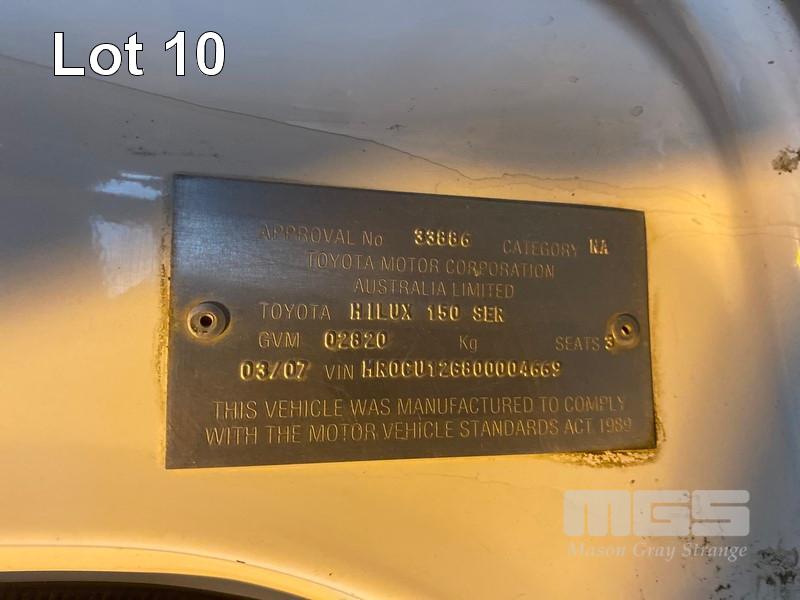 Lot 10
APPROVAL No 33886 CATEGORY NA
TOYOTA MOTOR CORPORATION
AUSTRALIA LIMITED
TOYOTA HILUX 150 SER
GVM 02820 Kg SEATS 3
03/07 VIN MR0CU12G800004669
THIS VEHICLE WAS MANUFACTURED TO COMPLY
WITH THE MOTOR VEHICLE STANDARDS ACT 1989
MGS
Mason Gray Strange